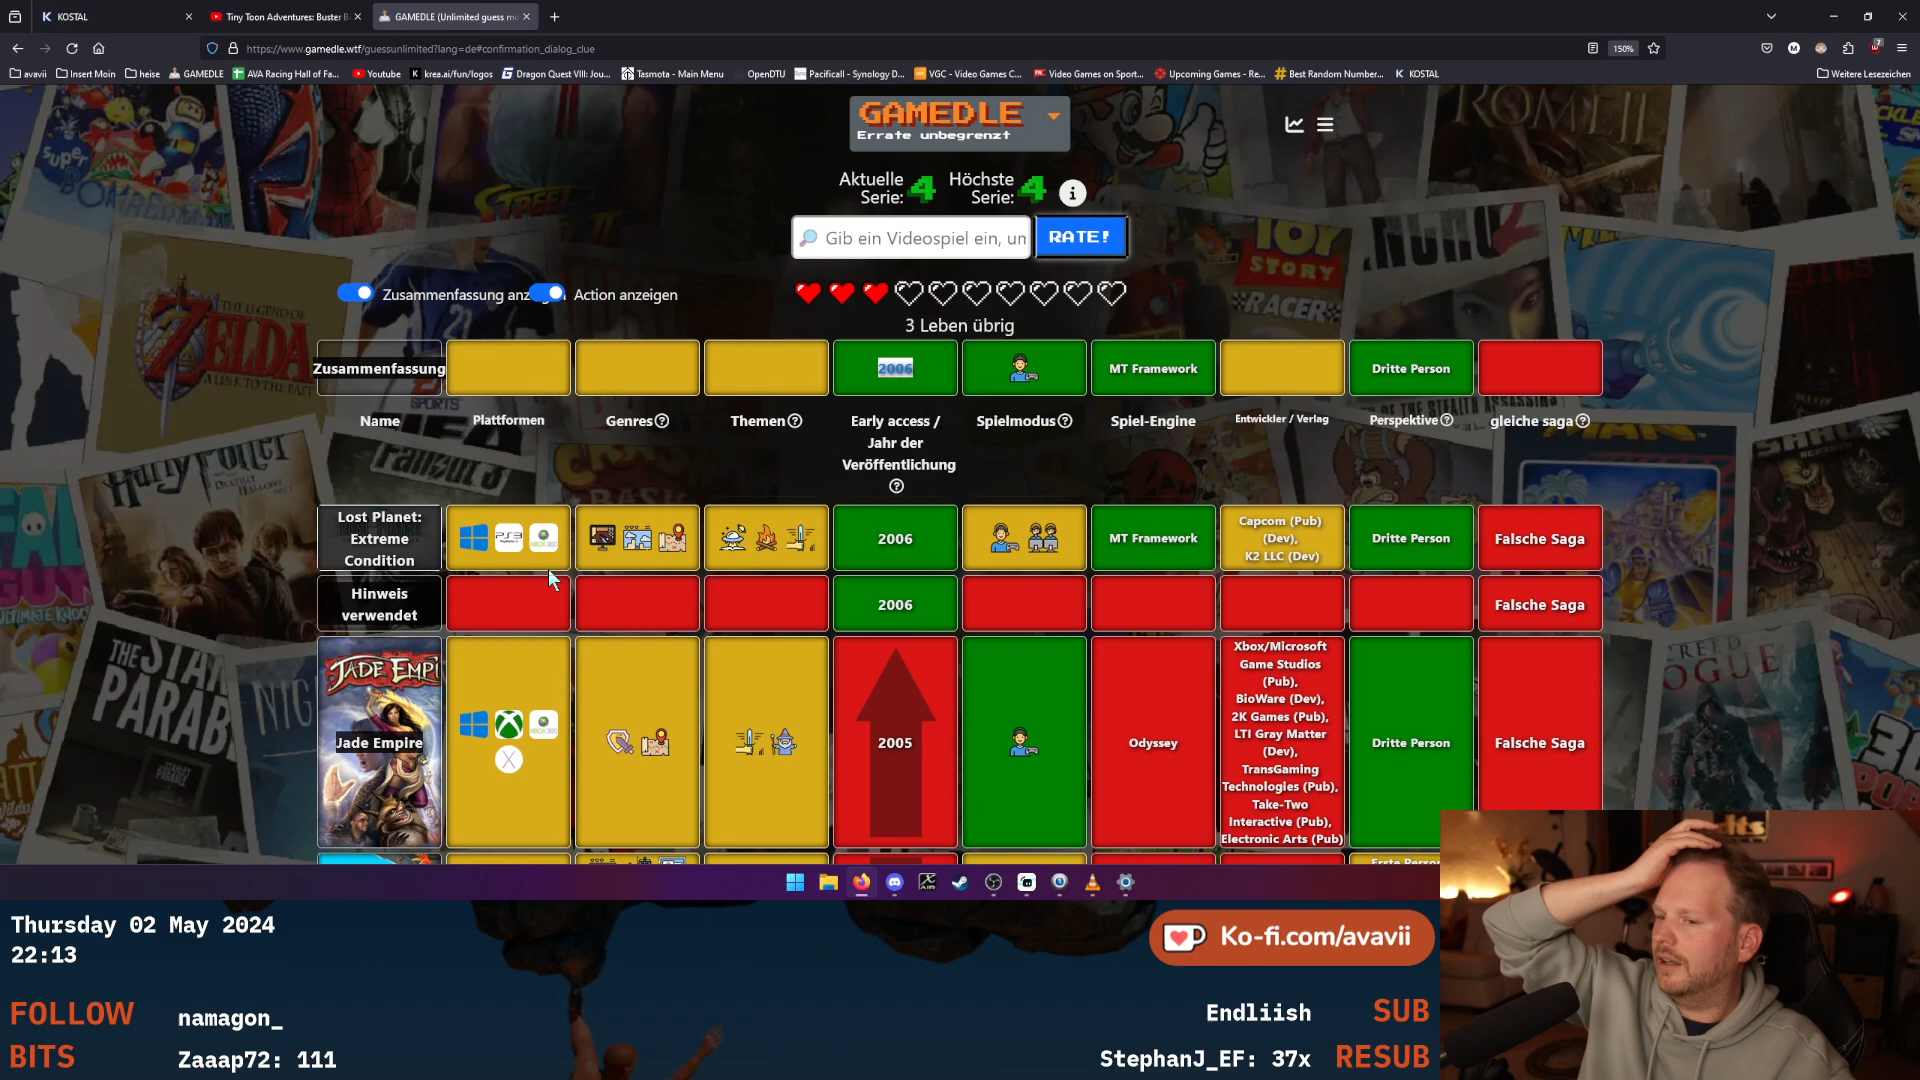 KOSTAL
Tiny Toon Adventures: Buster B
GAMEDLE (Unlimited guess mo
https://www.gamedle.wtf/guessunlimited?lang=de#confirmation_dialog_clue
150%
7
avavii
Insert Moin
heise
GAMEDLE
AVA Racing Hall of Fa...
Youtube
krea.ai/fun/logos
Dragon Quest VIII: Jou...
Tasmota - Main Menu
OpenDTU
Pacificall - Synology D...
VGC - Video Games C...
Video Games on Sport...
Upcoming Games - Re...
Best Random Number...
KOSTAL
Weitere Lesezeichen
GAMEDLE
Errate unbegrenzt
Aktuelle Serie: 4
Höchste Serie: 4
Gib ein Videospiel ein, un
RATE!
Zusammenfassung anz
Action anzeigen
3 Leben übrig
Zusammenfassung
2006
MT Framework
Dritte Person
Name
Plattformen
Genres
Themen
Early access /
Jahr der
Veröffentlichung
Spielmodus
Spiel-Engine
Entwickler / Verlag
Perspektive
gleiche saga
Lost Planet:
Extreme
Condition
2006
MT Framework
Capcom (Pub)
(Dev),
K2 LLC (Dev)
Dritte Person
Falsche Saga
Hinweis
verwendet
2006
Falsche Saga
JADE EMPI
Jade Empire
2005
Odyssey
Xbox/Microsoft
Game Studios
(Pub),
BioWare (Dev),
2K Games (Pub),
LTI Gray Matter
(Dev),
TransGaming
Technologies (Pub),
Take-Two
Interactive (Pub),
Electronic Arts (Pub)
Dritte Person
Falsche Saga
Thursday 02 May 2024
22:13
FOLLOW namagon_
BITS Zaaap72: 111
Ko-fi.com/avavii
Endliish SUB
StephanJ_EF: 37x RESUB